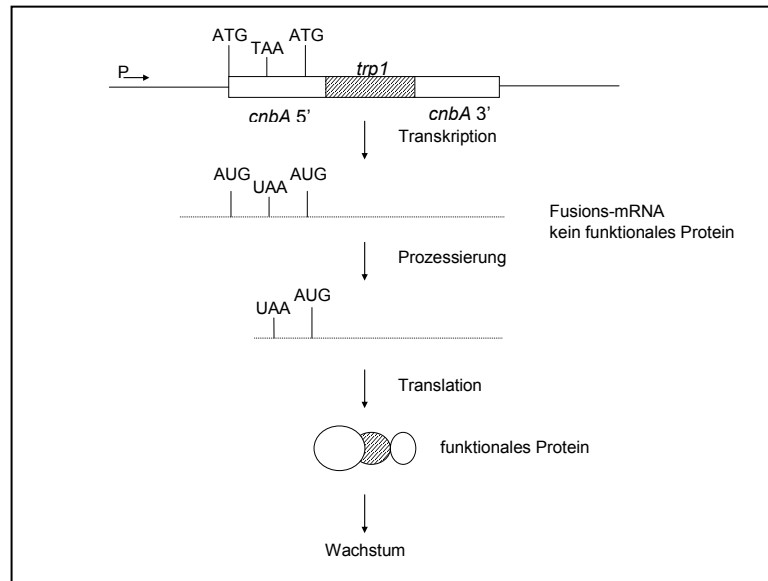 ATG TAA ATG
P
trp1
cnbA 5’ cnbA 3’
Transkription
AUG UAA AUG
Fusions-mRNA
kein funktionales Protein
Prozessierung
UAA AUG
Translation
funktionales Protein
Wachstum